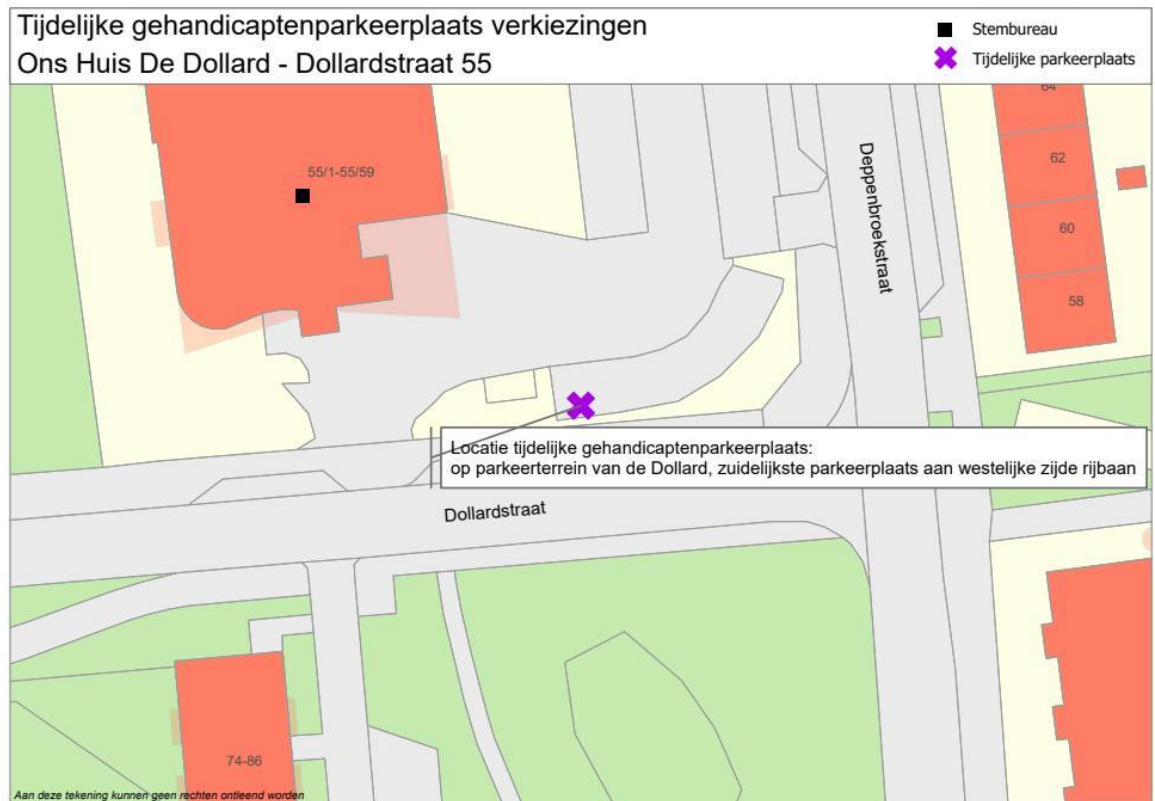 Tijdelijke gehandicaptenparkeerplaats verkiezingen
Ons Huis De Dollard - Dollardstraat 55
Stembureau
Tijdelijke parkeerplaats
64
55/1-55/59
62
Deppenbroekstraat
60
58
Locatie tijdelijke gehandicaptenparkeerplaats:
op parkeerterrein van de Dollard, zuidelijkste parkeerplaats aan westelijke zijde rijbaan
Dollardstraat
74-86
Aan deze tekening kunnen geen rechten ontleend worden